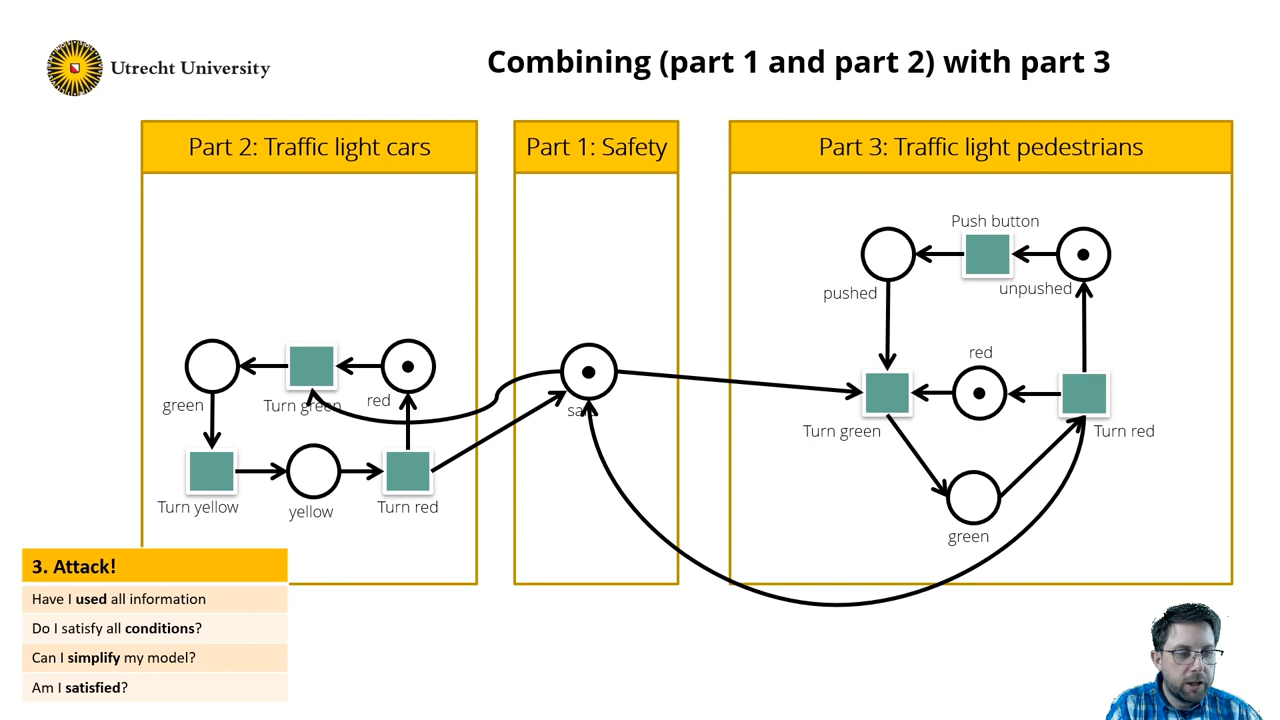 Utrecht University
Combining (part 1 and part 2) with part 3
Part 2: Traffic light cars
Part 1: Safety
Part 3: Traffic light pedestrians
Push button
pushed
unpushed
red
green
Turn green
red
Turn green
Turn red
Turn yellow
yellow
Turn red
green
3. Attack!
Have I used all information
Do I satisfy all conditions?
Can I simplify my model?
Am I satisfied?